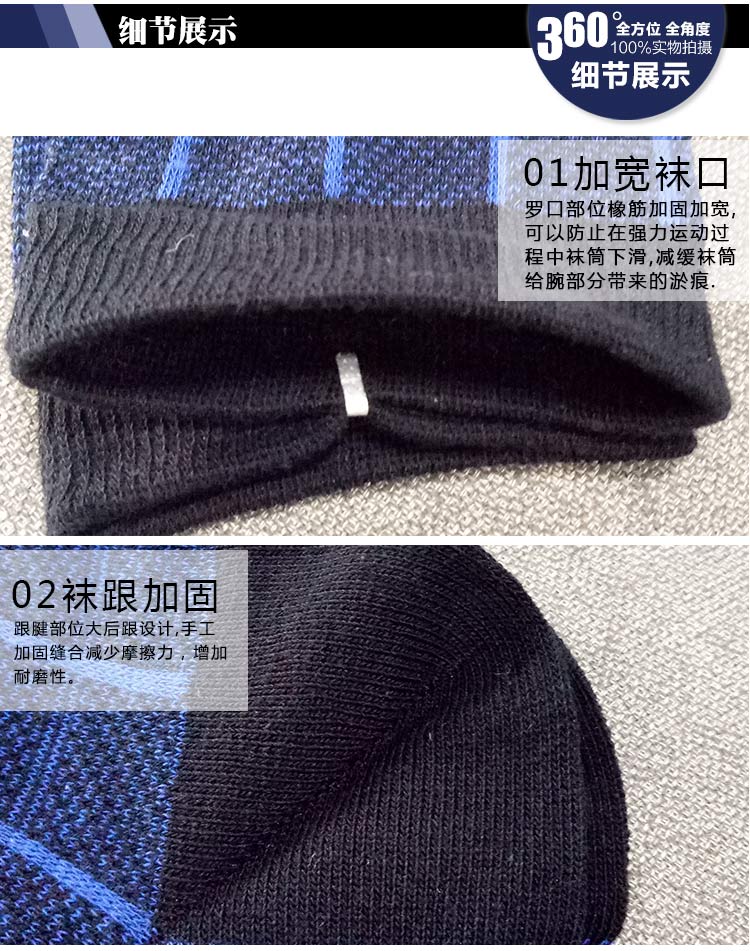 细节展示
360°
全方位 全角度
100%实物拍摄
细节展示
01加宽袜口
罗口部位橡筋加固加宽,
可以防止在强力运动过
程中袜筒下滑,减缓袜筒
给腕部分带来的淤痕.
02袜跟加固
跟腱部位大后跟设计,手工
加固缝合减少摩擦力，增加
耐磨性。